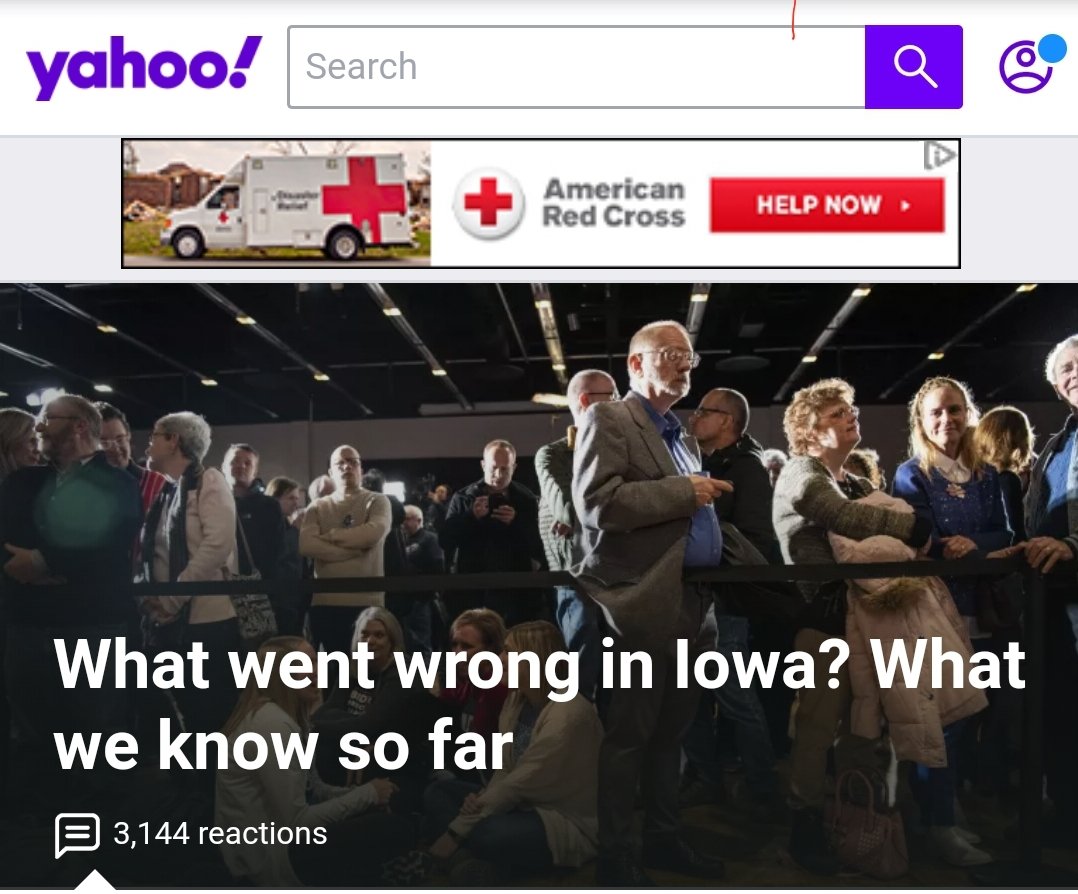 yahoo!
Search
Disaster
Relief
American
Red Cross
HELP NOW
What went wrong in Iowa? What
we know so far
3,144 reactions